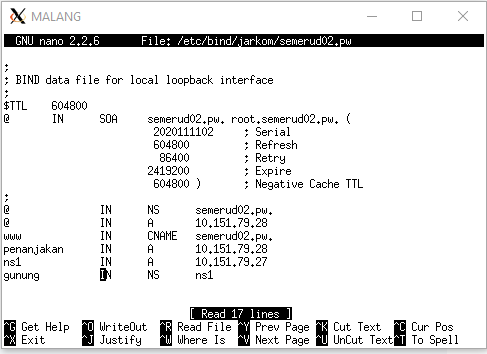 MALANG
GNU nano 2.2.6 File: /etc/bind/jarkom/semerud02.pw
;
; BIND data file for local loopback interface
;
$TTL 604800
@ IN SOA semerud02.pw. root.semerud02.pw. (
2020111102 ; Serial
604800 ; Refresh
86400 ; Retry
2419200 ; Expire
604800 ) ; Negative Cache TTL
;
@ IN NS semerud02.pw.
@ IN A 10.151.79.28
www IN CNAME semerud02.pw.
penanjakan IN A 10.151.79.28
ns1 IN A 10.151.79.27
gunung IN NS ns1
[ Read 17 lines ]
^G Get Help ^O WriteOut ^R Read File ^Y Prev Page ^K Cut Text ^C Cur Pos
^X Exit ^J Justify ^W Where Is ^V Next Page ^U UnCut Text ^T To Spell